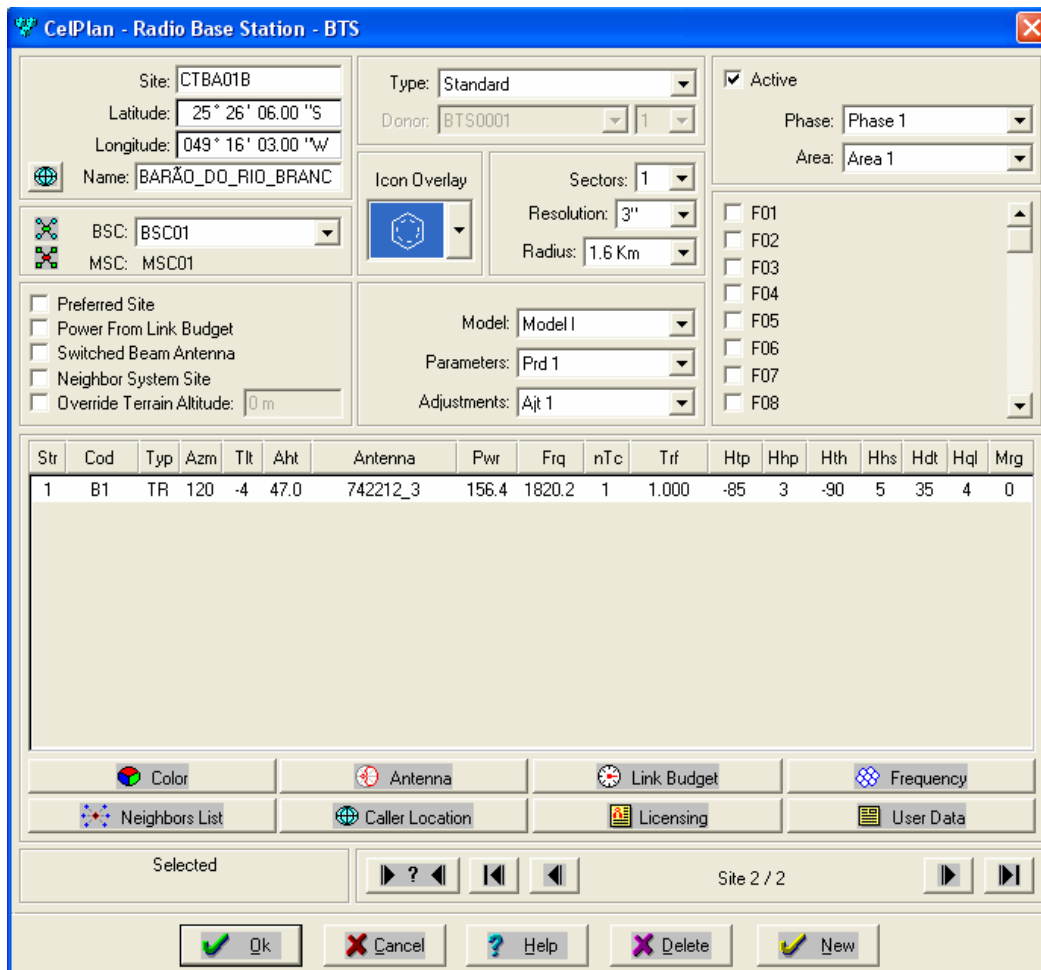 CelPlan - Radio Base Station - BTS
Site: CTBA01B
Latitude: 25° 26' 06.00 "S
Longitude: 049° 16' 03.00 "W
Name: BARÃO_DO_RIO_BRANC
BSC: BSC01
MSC: MSC01
Preferred Site
Power From Link Budget
Switched Beam Antenna
Neighbor System Site
Override Terrain Altitude: 0 m
Type: Standard
Donor: BTS0001 1
Icon Overlay
Sectors: 1
Resolution: 3"
Radius: 1.6 Km
Model: Model I
Parameters: Prd 1
Adjustments: Ajt 1
Active
Phase: Phase 1
Area: Area 1
F01
F02
F03
F04
F05
F06
F07
F08
Str Cod Typ Azm Tlt Aht Antenna Pwr Frq nTc Trf Htp Hhp Hth Hhs Hdt Hql Mrg
1 B1 TR 120 -4 47.0 742212_3 156.4 1820.2 1 1.000 -85 3 -90 5 35 4 0
Color Antenna Link Budget Frequency
Neighbors List Caller Location Licensing User Data
Selected ? Site 2 / 2
Ok Cancel ? Help Delete New